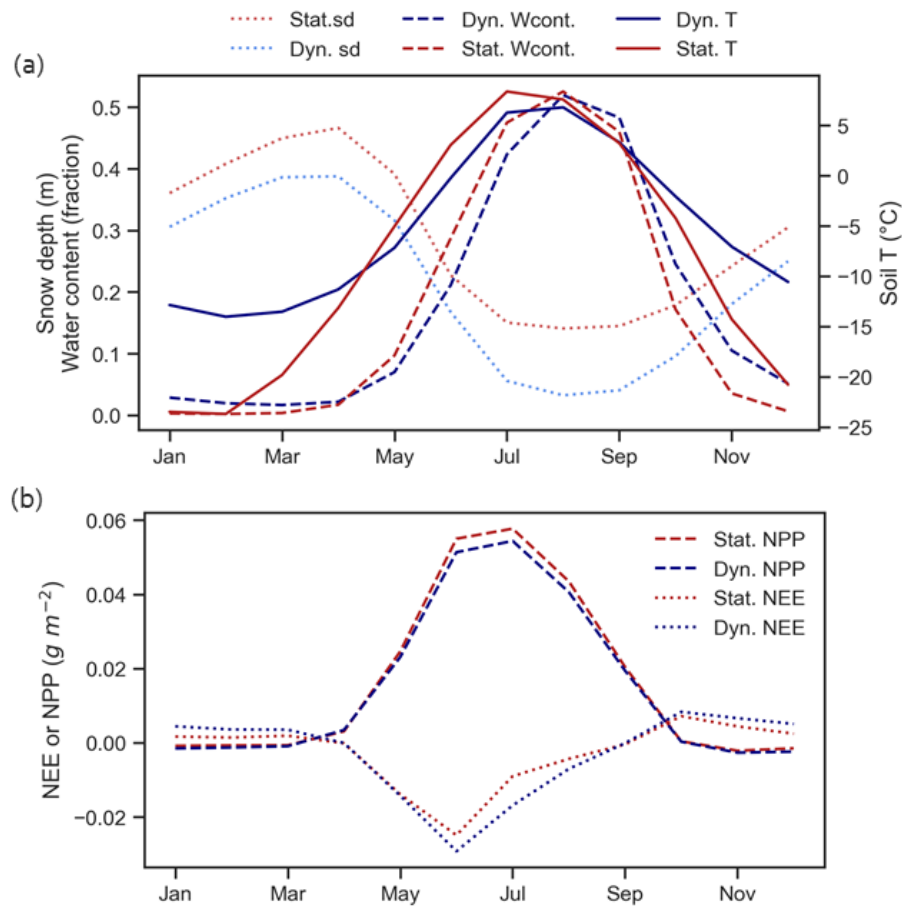 Stat.sd Dyn. Wcont. Dyn. T
Dyn. sd Stat. Wcont. Stat. T
(a)
0.5
0.4
0.3
0.2
0.1
0.0
Snow depth (m)
Water content (fraction)
5
0
−5
−10
−15
−20
−25
Soil T (°C)
Jan Mar May Jul Sep Nov
(b)
0.06
0.04
0.02
0.00
−0.02
NEE or NPP (g m⁻²)
Stat. NPP
Dyn. NPP
Stat. NEE
Dyn. NEE
Jan Mar May Jul Sep Nov